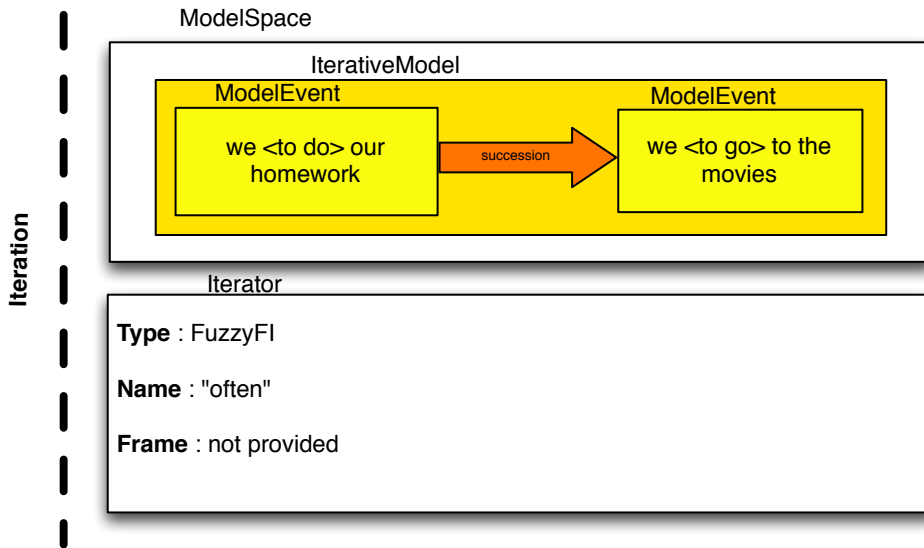 ModelSpace
IterativeModel
ModelEvent
we <to do> our
homework
succession
ModelEvent
we <to go> to the
movies
Iteration
Iterator
Type : FuzzyFI
Name : "often"
Frame : not provided